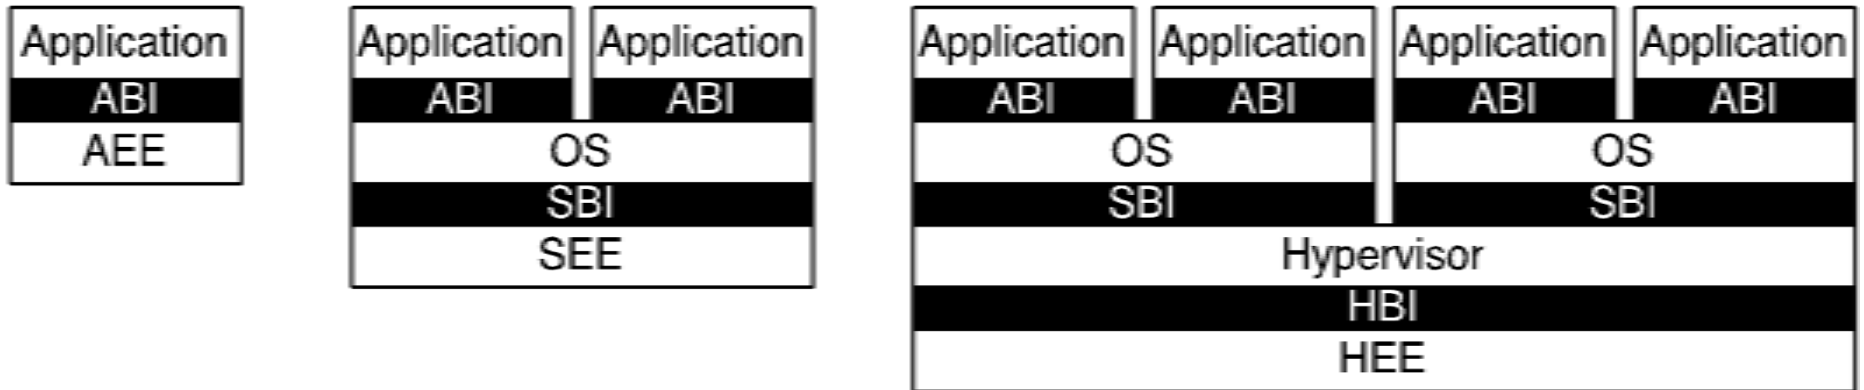 Application
ABI
AEE
Application Application
ABI ABI
OS
SBI
SEE
Application Application Application Application
ABI ABI ABI ABI
OS OS
SBI SBI
Hypervisor
HBI
HEE